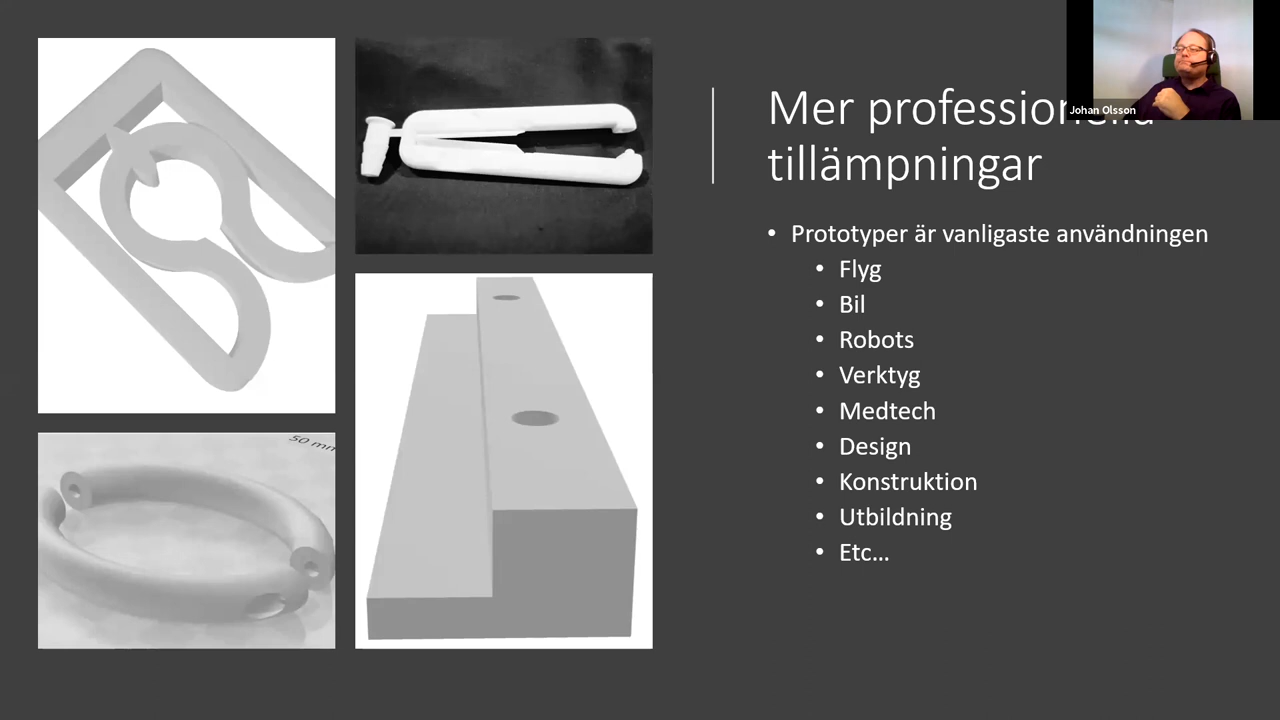 Mer professionella
tillämpningar
Johan Olsson
• Prototyper är vanligaste användningen
• Flyg
• Bil
• Robots
• Verktyg
• Medtech
• Design
• Konstruktion
• Utbildning
• Etc...
50 mm